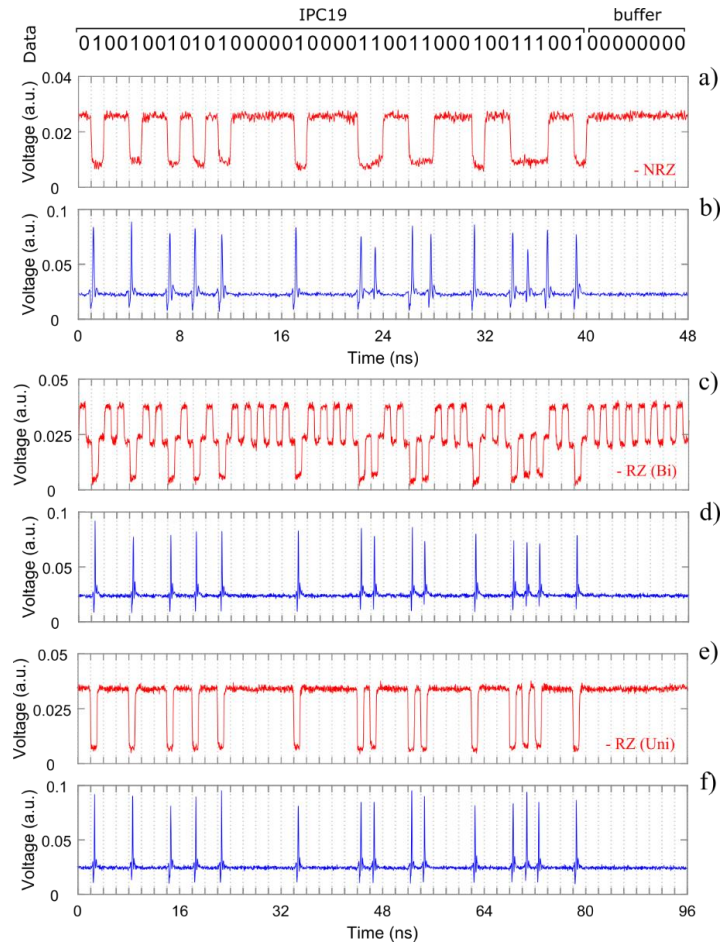 IPC19 buffer
Data 010010010101000001000011001100010011100100000000
a)
0.04
0.02
0
Voltage (a.u.)
- NRZ
b)
0.1
0.05
0
Voltage (a.u.)
0 8 16 24 32 40 48
Time (ns)
c)
0.05
0.025
0
Voltage (a.u.)
- RZ (Bi)
d)
0.1
0.05
0
Voltage (a.u.)
e)
0.05
0.025
0
Voltage (a.u.)
- RZ (Uni)
f)
0.1
0.05
0
Voltage (a.u.)
0 16 32 48 64 80 96
Time (ns)